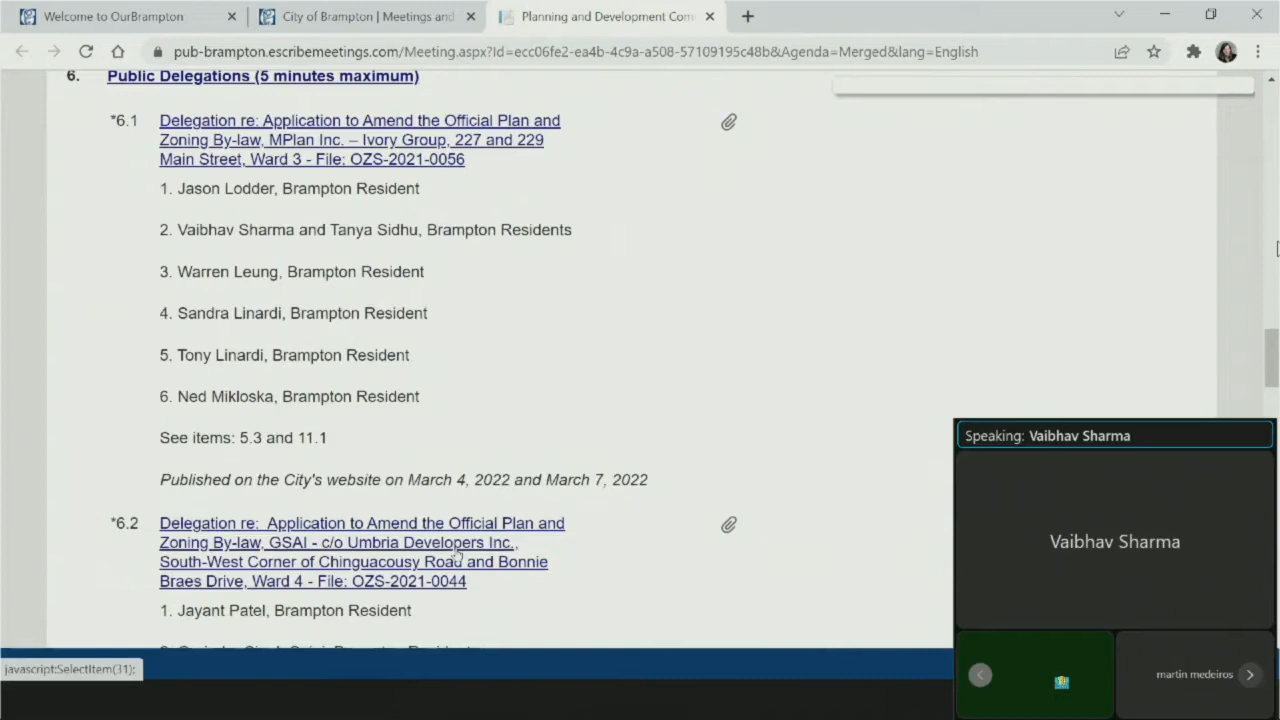 Welcome to OurBrampton
City of Brampton | Meetings and
Planning and Development Com
pub-brampton.escribemeetings.com/Meeting.aspx?Id=ecc06fe2-ea4b-4c9a-a508-57109195c48b&Agenda=Merged&lang=English
6. Public Delegations (5 minutes maximum)
*6.1 Delegation re: Application to Amend the Official Plan and
Zoning By-law, MPlan Inc. – Ivory Group, 227 and 229
Main Street, Ward 3 - File: OZS-2021-0056
1. Jason Lodder, Brampton Resident
2. Vaibhav Sharma and Tanya Sidhu, Brampton Residents
3. Warren Leung, Brampton Resident
4. Sandra Linardi, Brampton Resident
5. Tony Linardi, Brampton Resident
6. Ned Mikloska, Brampton Resident
See items: 5.3 and 11.1
Published on the City's website on March 4, 2022 and March 7, 2022
*6.2 Delegation re: Application to Amend the Official Plan and
Zoning By-law, GSAI - c/o Umbria Developers Inc.,
South-West Corner of Chinguacousy Road and Bonnie
Braes Drive, Ward 4 - File: OZS-2021-0044
1. Jayant Patel, Brampton Resident
javascript:SelectItem(31);
Speaking: Vaibhav Sharma
Vaibhav Sharma
martin medeiros